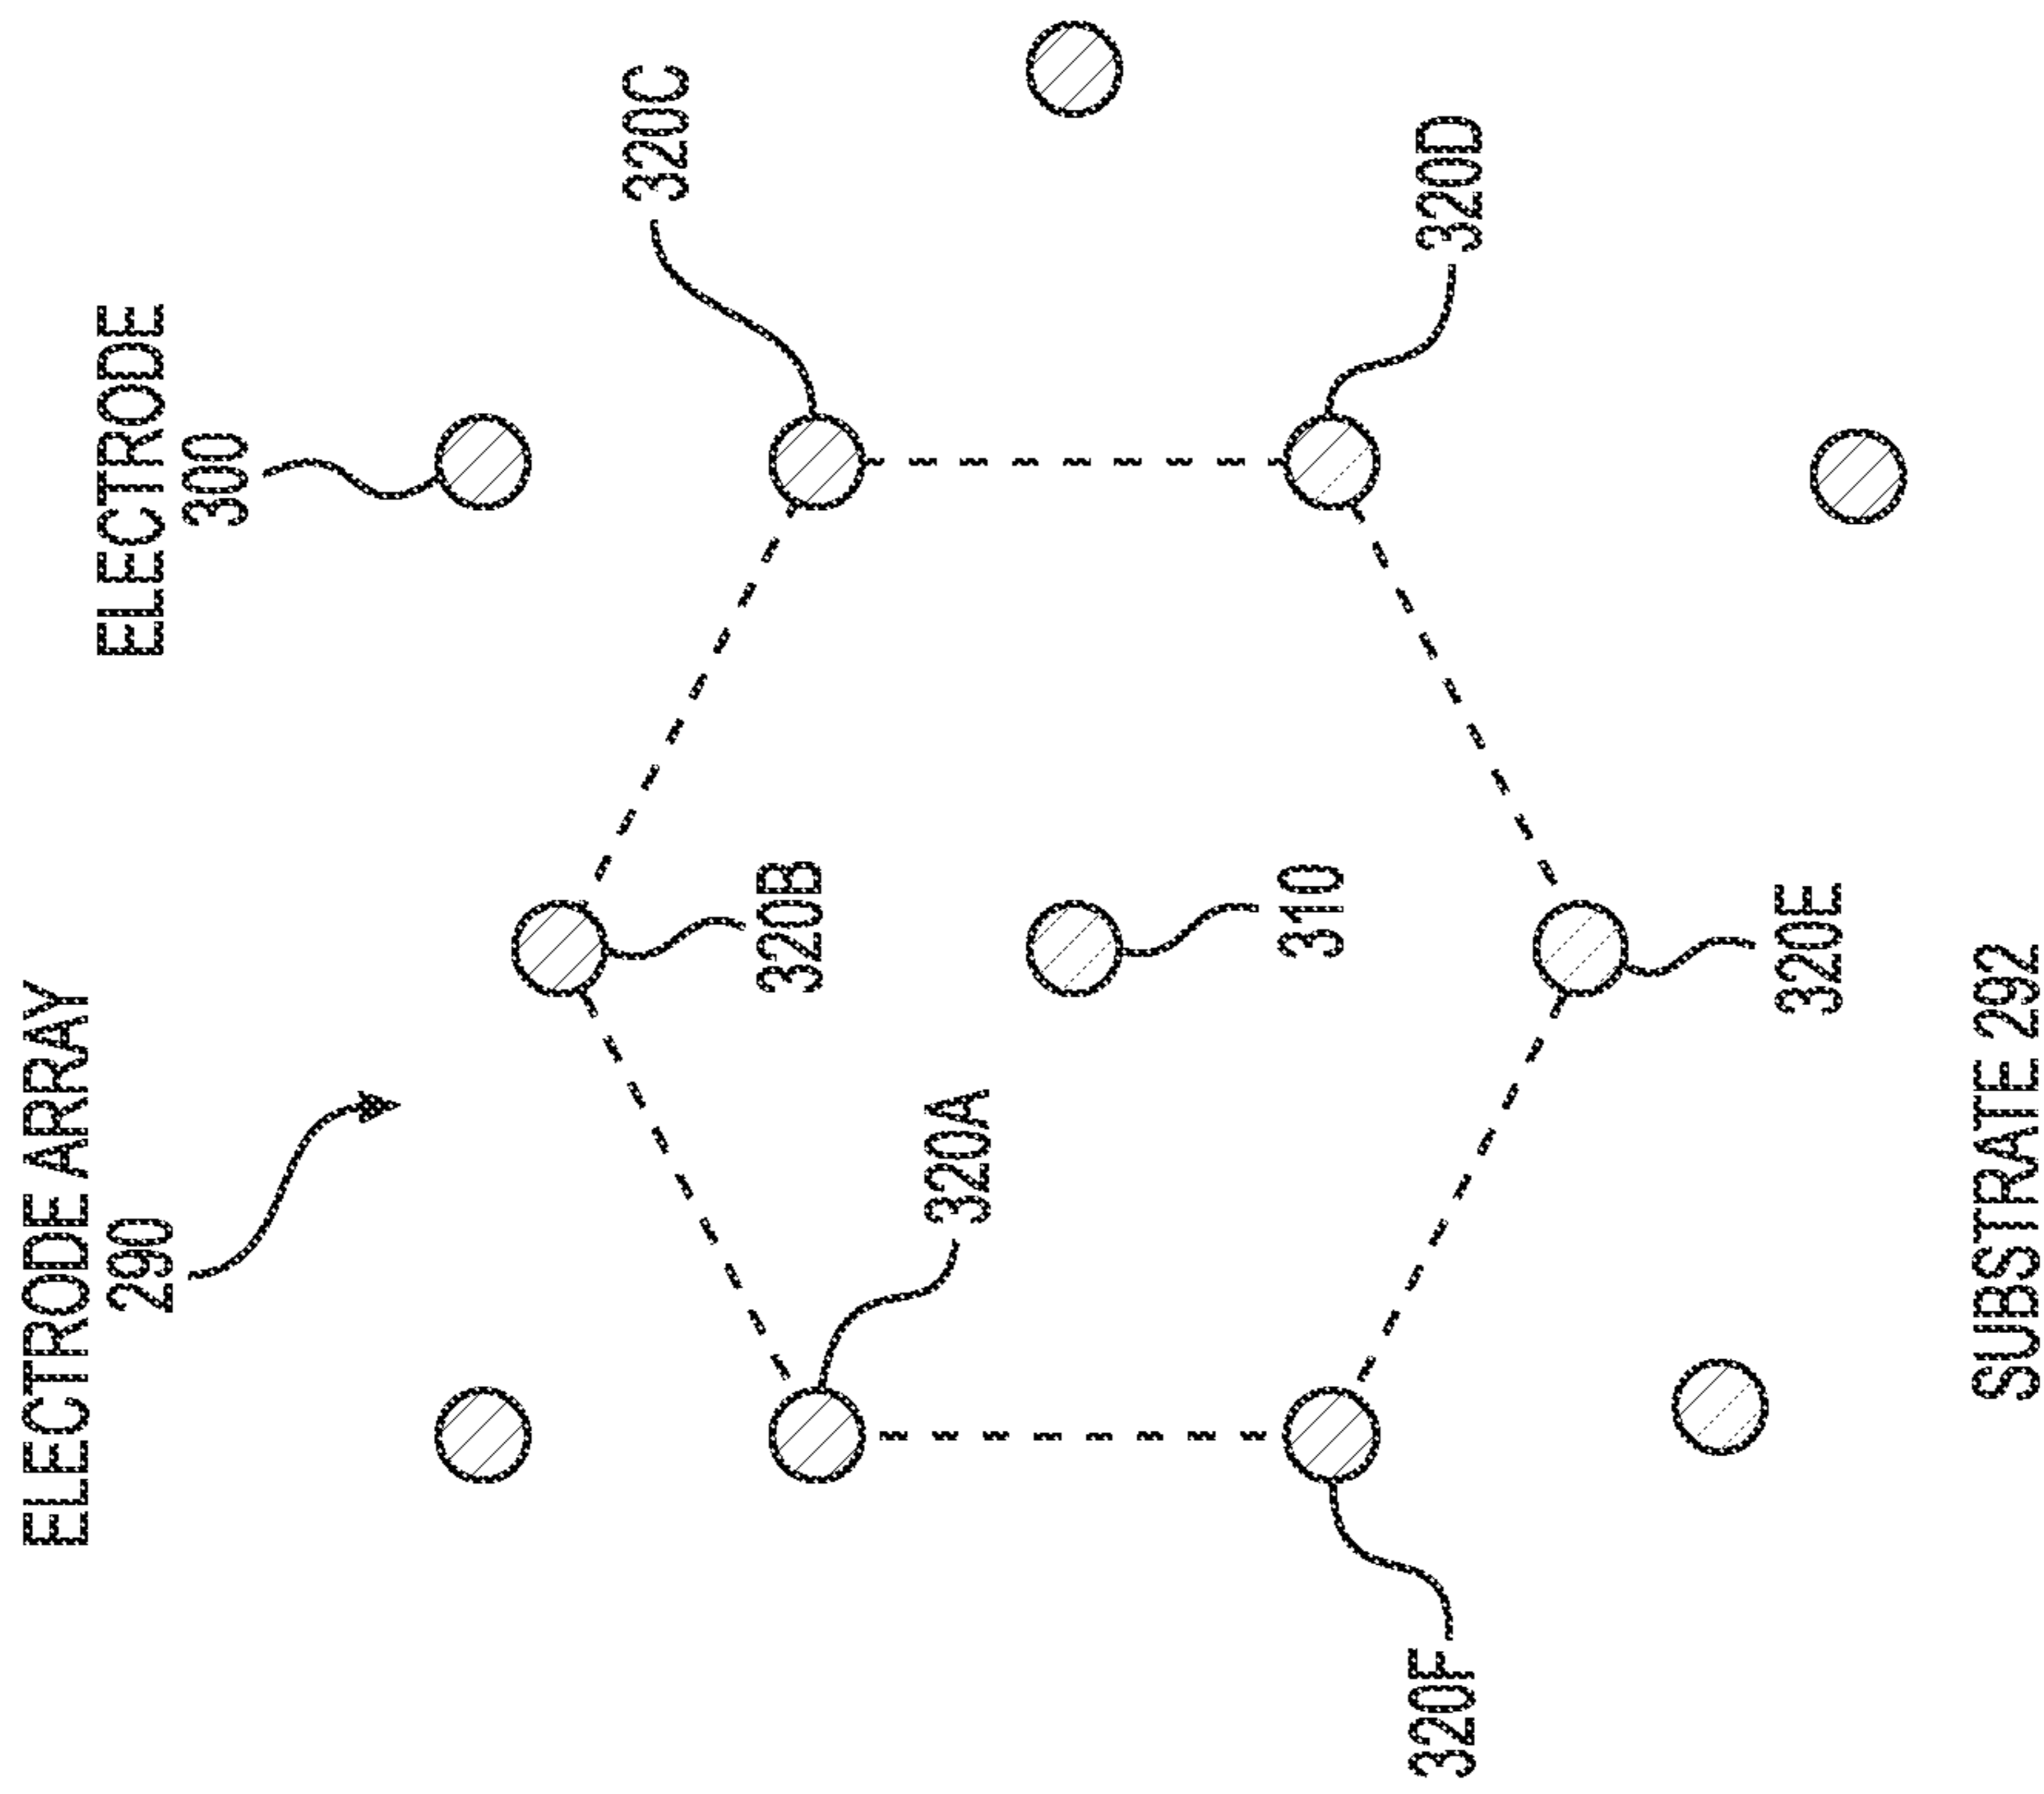 ELECTRODE ARRAY
290
ELECTRODE
300
320C
320B
320A
310
320F
320D
320E
SUBSTRATE 292